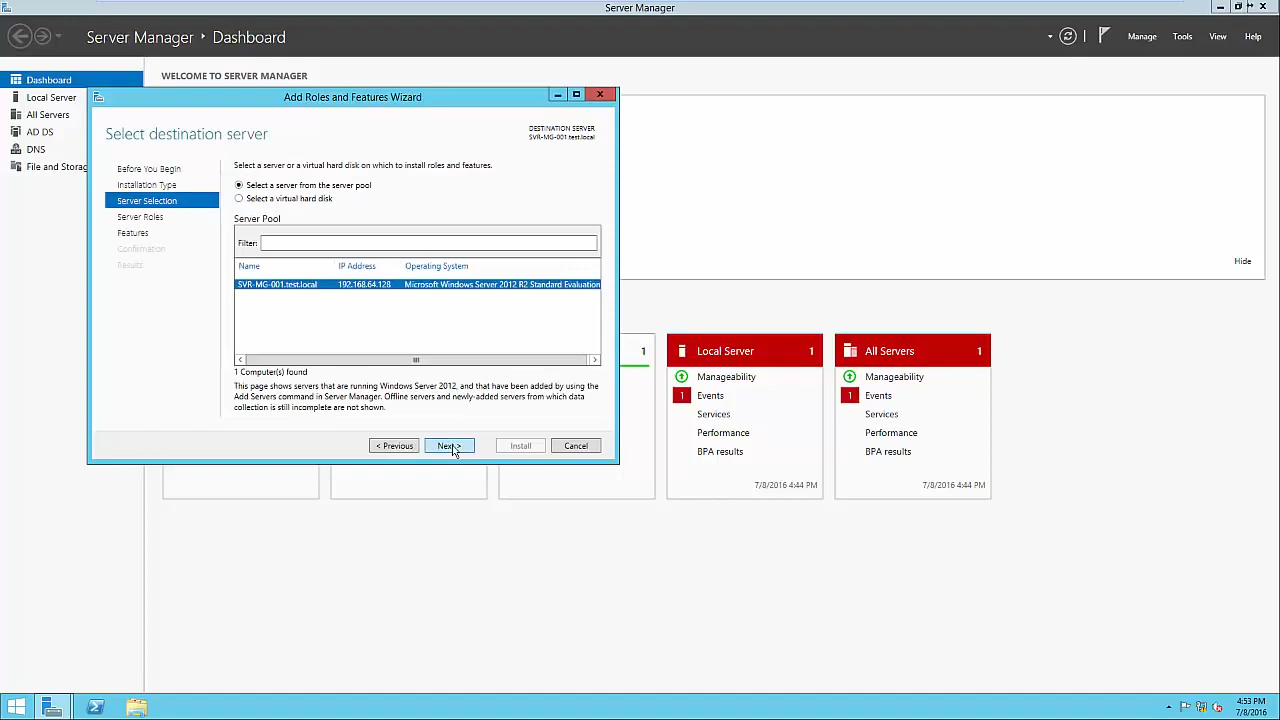 Server Manager
Server Manager ‣ Dashboard
Manage Tools View Help
Dashboard
Local Server
All Servers
AD DS
DNS
File and Storag
WELCOME TO SERVER MANAGER
Add Roles and Features Wizard
Select destination server
DESTINATION SERVER
SVR-MG-001.test.local
Before You Begin
Installation Type
Server Selection
Server Roles
Features
Confirmation
Results
Select a server or a virtual hard disk on which to install roles and features.
Select a server from the server pool
Select a virtual hard disk
Server Pool
Filter:
Name IP Address Operating System
SVR-MG-001.test.local 192.168.64.128 Microsoft Windows Server 2012 R2 Standard Evaluation
1 Computer(s) found
This page shows servers that are running Windows Server 2012, and that have been added by using the
Add Servers command in Server Manager. Offline servers and newly-added servers from which data
collection is still incomplete are not shown.
< Previous Next > Install Cancel
Hide
1
Local Server 1
Manageability
1 Events
Services
Performance
BPA results
7/8/2016 4:44 PM
All Servers 1
Manageability
1 Events
Services
Performance
BPA results
7/8/2016 4:44 PM
4:53 PM
7/8/2016